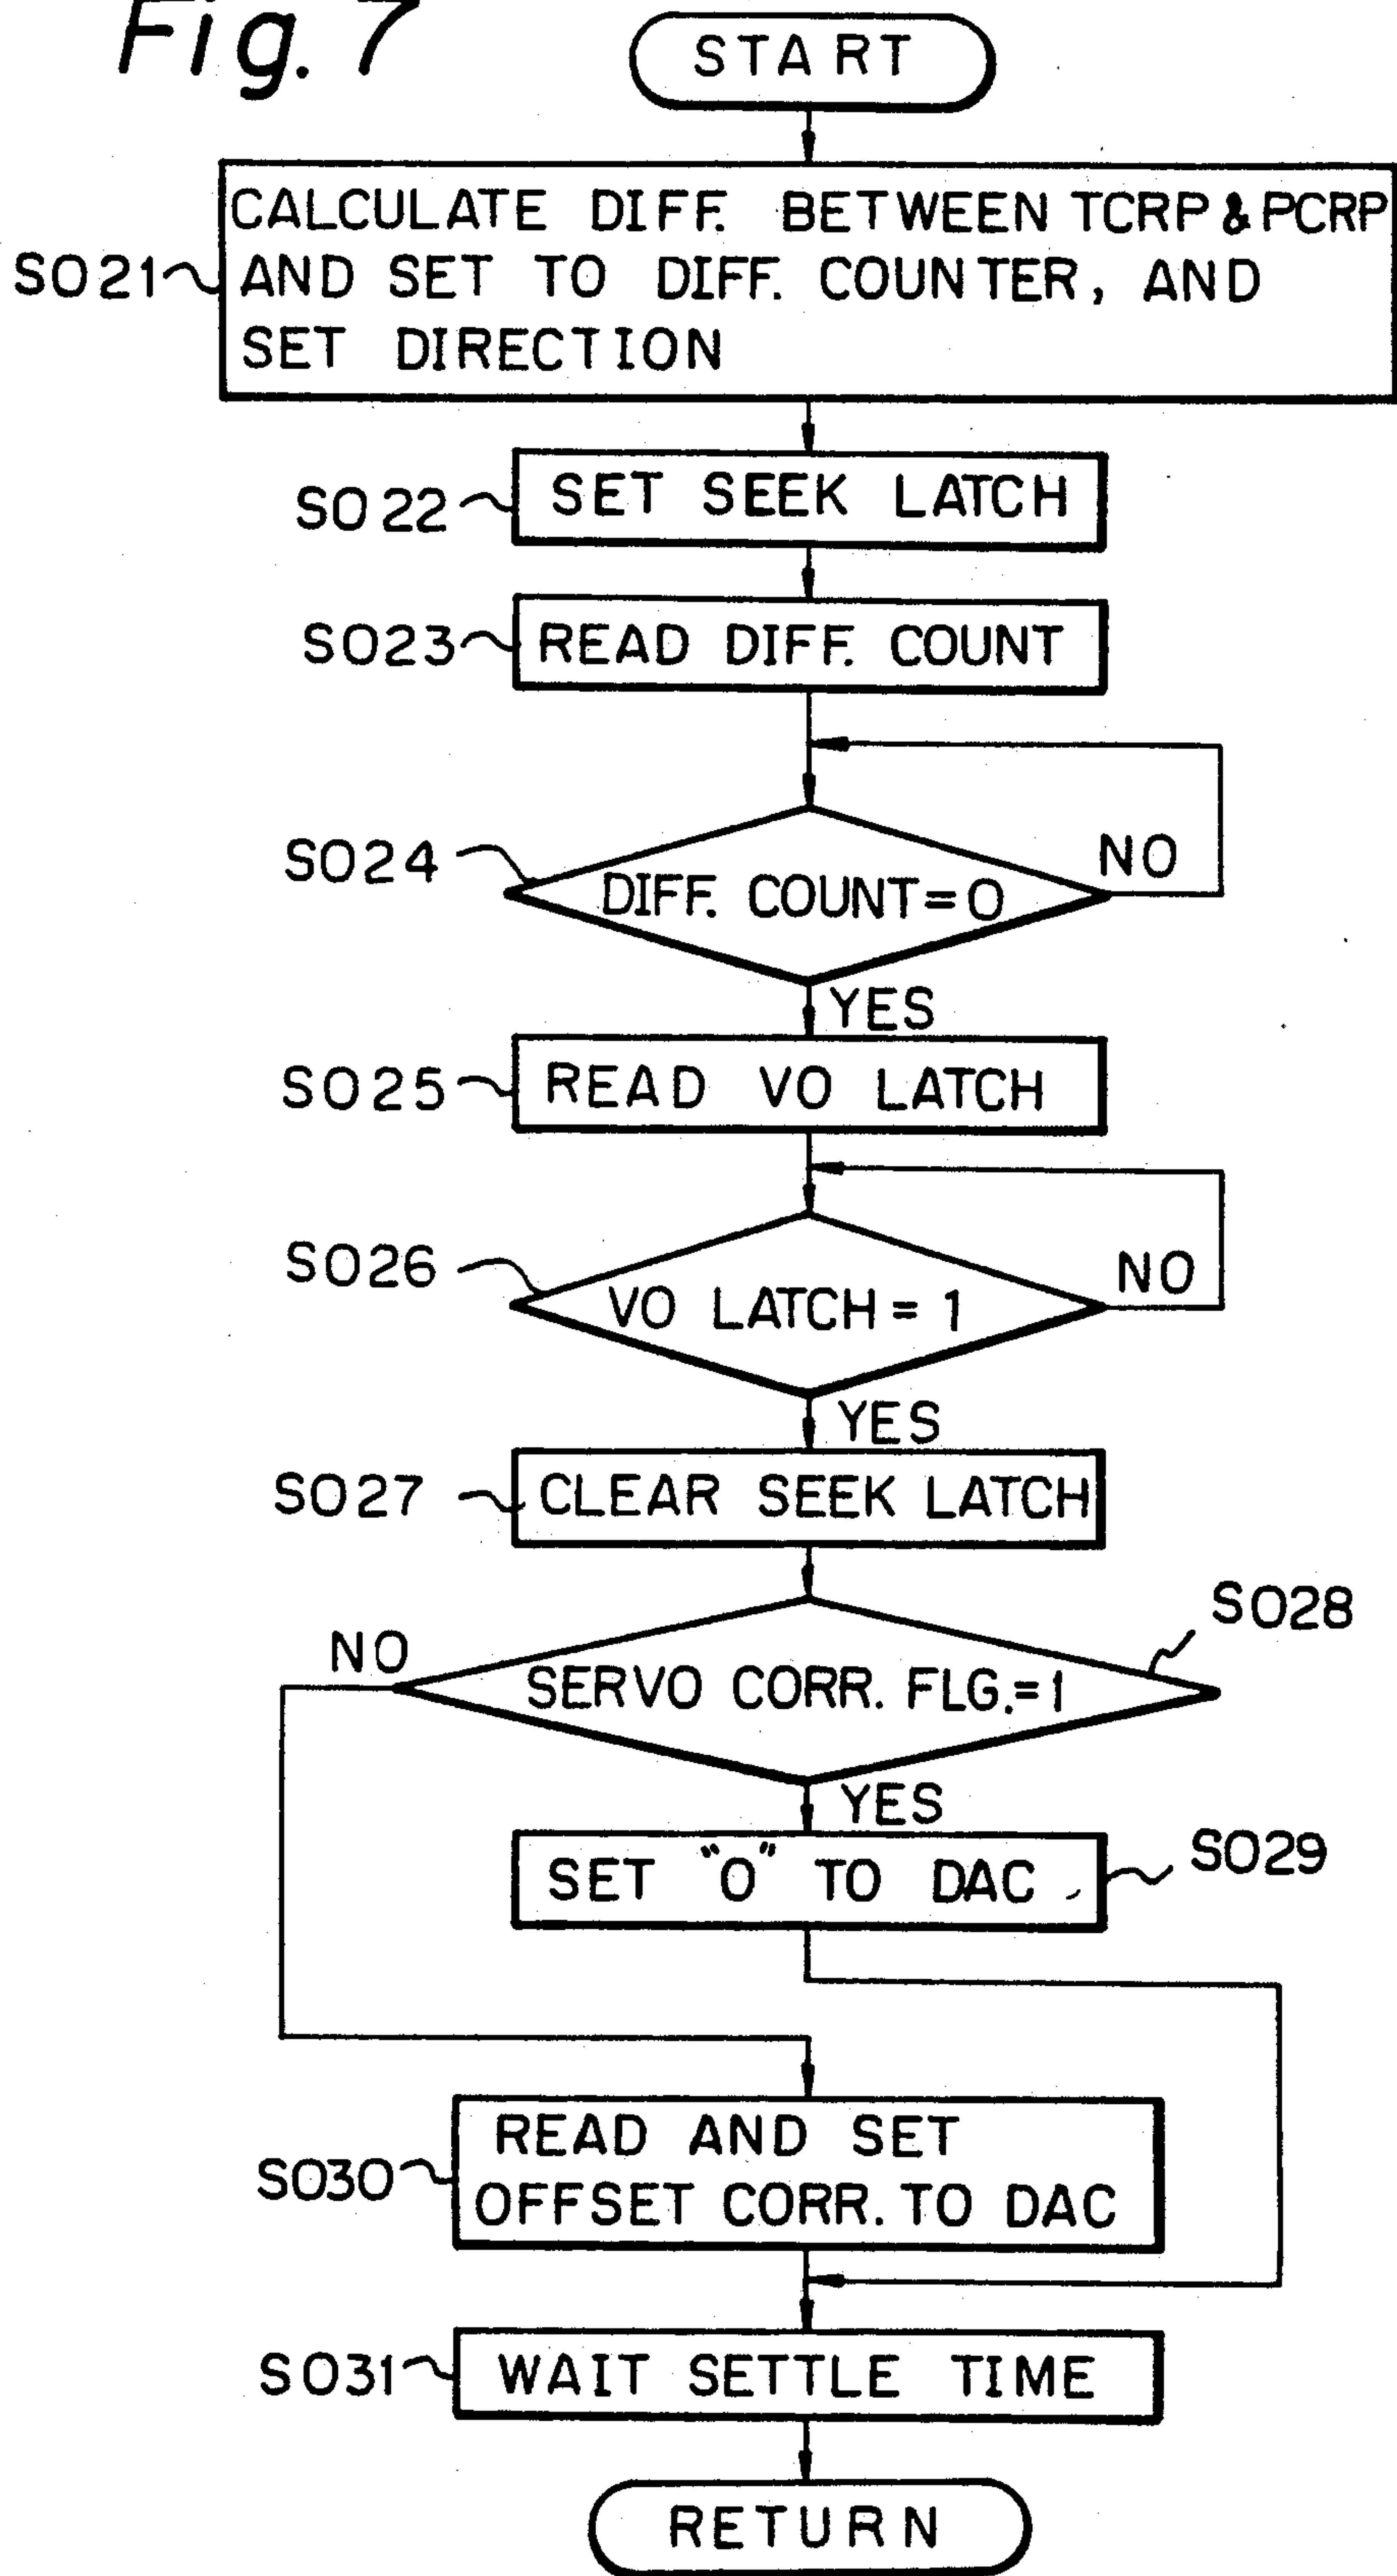 Fig. 7
START
CALCULATE DIFF. BETWEEN TCRP & PCRP
S021
AND SET TO DIFF. COUNTER, AND
SET DIRECTION
S022
SET SEEK LATCH
S023
READ DIFF. COUNT
S024
NO
DIFF. COUNT=0
YES
S025
READ VO LATCH
S026
NO
VO LATCH = 1
YES
S027
CLEAR SEEK LATCH
S028
NO
SERVO CORR. FLG.=1
YES
S029
SET "0" TO DAC
READ AND SET
S030
OFFSET CORR. TO DAC
S031
WAIT SETTLE TIME
RETURN